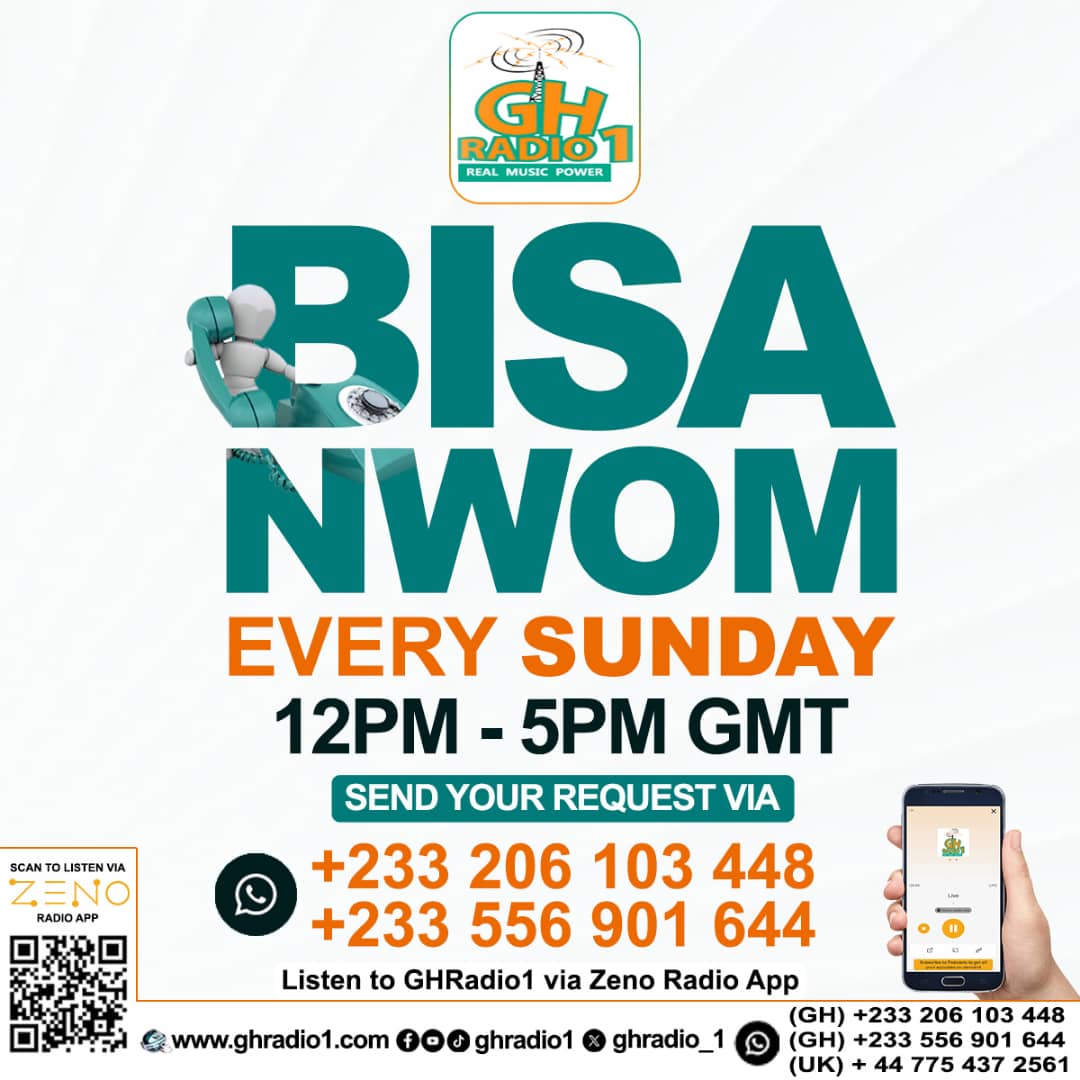 GH
RADIO 1
REAL MUSIC POWER
BISA
NWOM
EVERY SUNDAY
12PM - 5PM GMT
SEND YOUR REQUEST VIA
+233 206 103 448
+233 556 901 644
Listen to GHRadio1 via Zeno Radio App
SCAN TO LISTEN VIA
ZENO
RADIO APP
Live
www.ghradio1.com ghradio1 X ghradio_1
(GH) +233 206 103 448
(GH) +233 556 901 644
(UK) + 44 775 437 2561